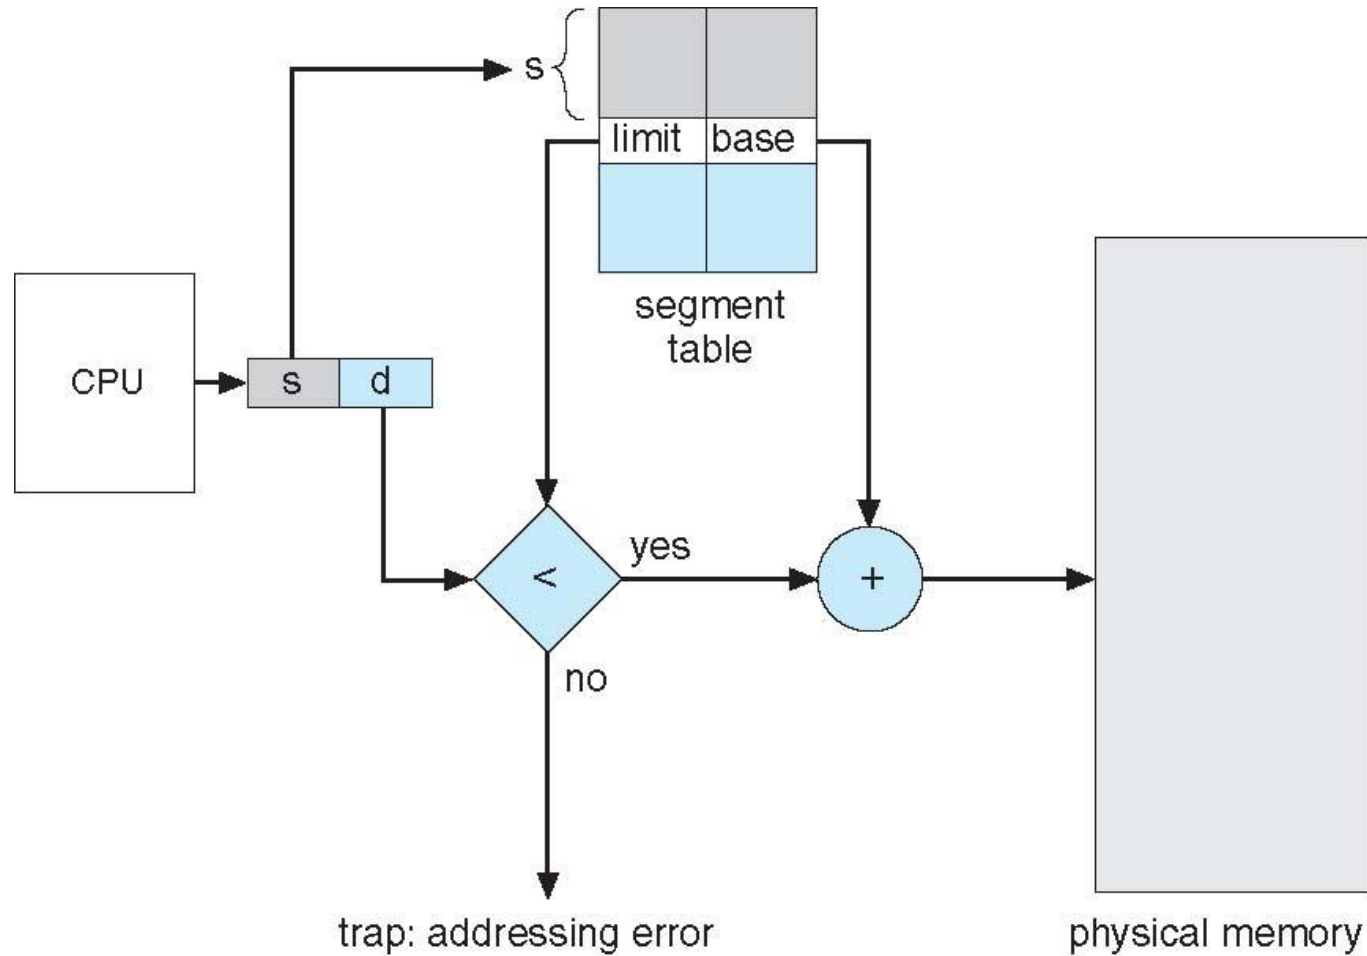 s
limit base
segment
table
CPU
s d
<
yes
+
no
trap: addressing error
physical memory